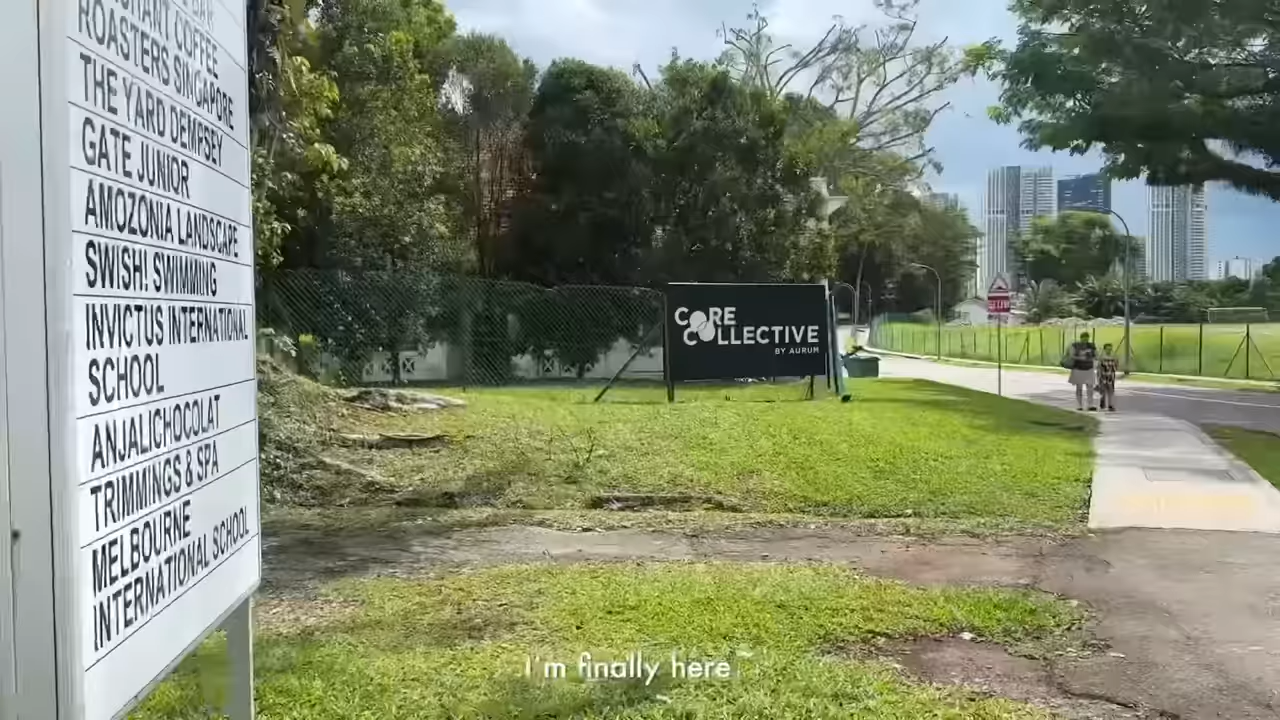 COFFEE
ROASTERS SINGAPORE
THE YARD DEMPSEY
GATE JUNIOR
AMOZONIA LANDSCAPE
SWISH! SWIMMING
INVICTUS INTERNATIONAL
SCHOOL
ANJALICHOCOLAT
TRIMMINGS & SPA
MELBOURNE
INTERNATIONAL SCHOOL
CORE
COLLECTIVE
BY AURUM
I'm finally here